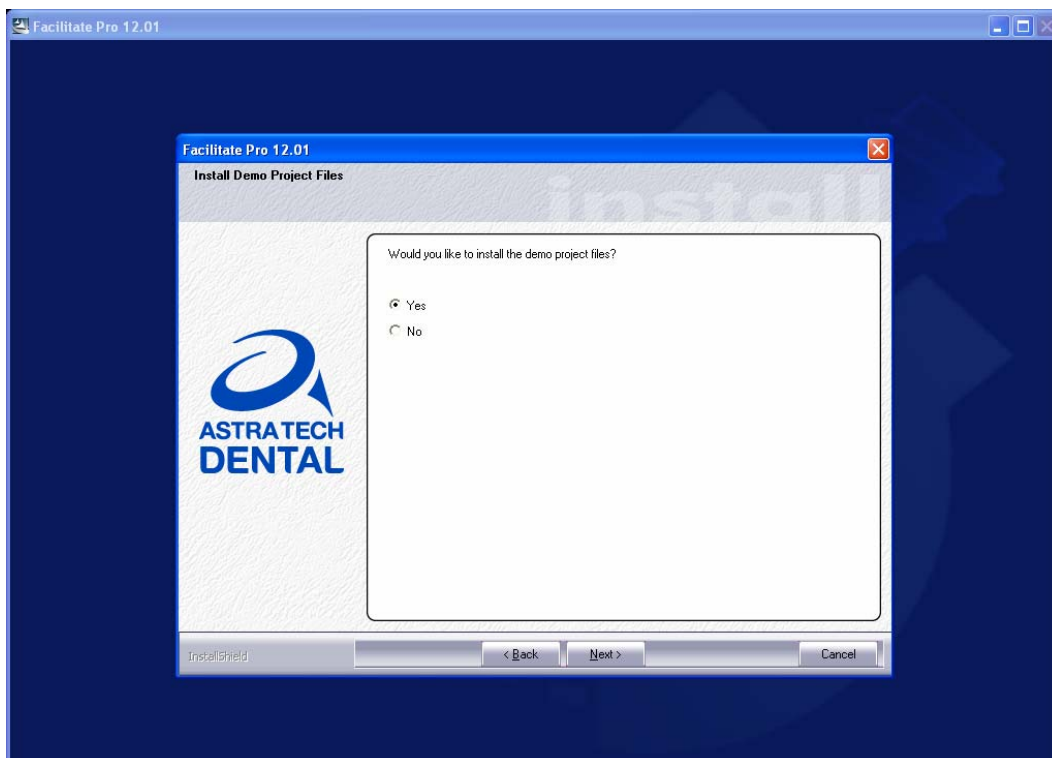 Facilitate Pro 12.01
Facilitate Pro 12.01
Install Demo Project Files
install
Would you like to install the demo project files?
Yes
No
ASTRATECH
DENTAL
InstallShield
< Back
Next >
Cancel